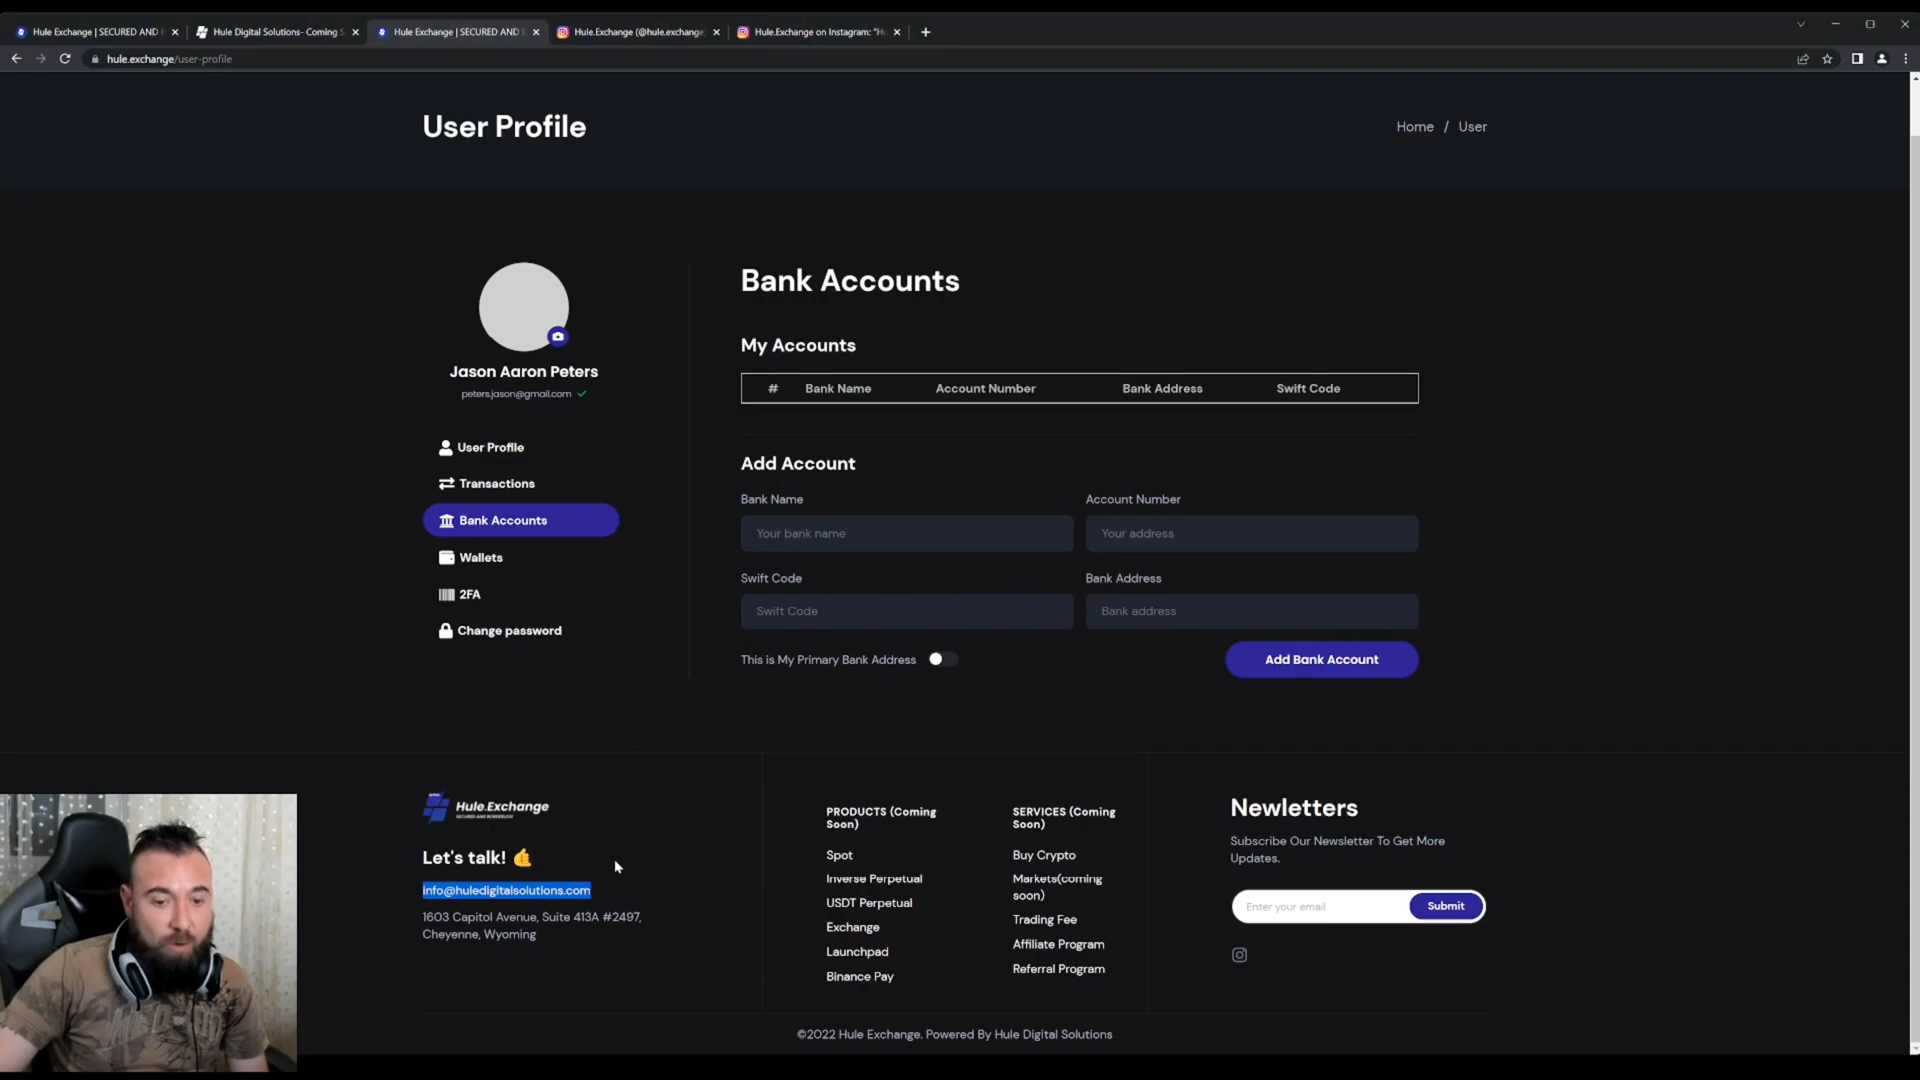 Hule Exchange | SECURED AND
Hule Digital Solutions- Coming
Hule Exchange | SECURED AND
Hule.Exchange (@hule.exchange
Hule.Exchange on Instagram: "H
hule.exchange/user-profile
User Profile
Home / User
Jason Aaron Peters
peters.jason@gmail.com
User Profile
Transactions
Bank Accounts
Wallets
2FA
Change password
Bank Accounts
My Accounts
# Bank Name Account Number Bank Address Swift Code
Add Account
Bank Name Account Number
Your bank name Your address
Swift Code Bank Address
Swift Code Bank address
This is My Primary Bank Address
Add Bank Account
Hule.Exchange
SECURED AND BORDERLESS
Let's talk!
info@huledigitalsolutions.com
1603 Capitol Avenue, Suite 413A #2497,
Cheyenne, Wyoming
PRODUCTS (Coming
Soon)
Spot
Inverse Perpetual
USDT Perpetual
Exchange
Launchpad
Binance Pay
SERVICES (Coming
Soon)
Buy Crypto
Markets(coming
soon)
Trading Fee
Affiliate Program
Referral Program
Newletters
Subscribe Our Newsletter To Get More
Updates.
Enter your email
Submit
©2022 Hule Exchange. Powered By Hule Digital Solutions